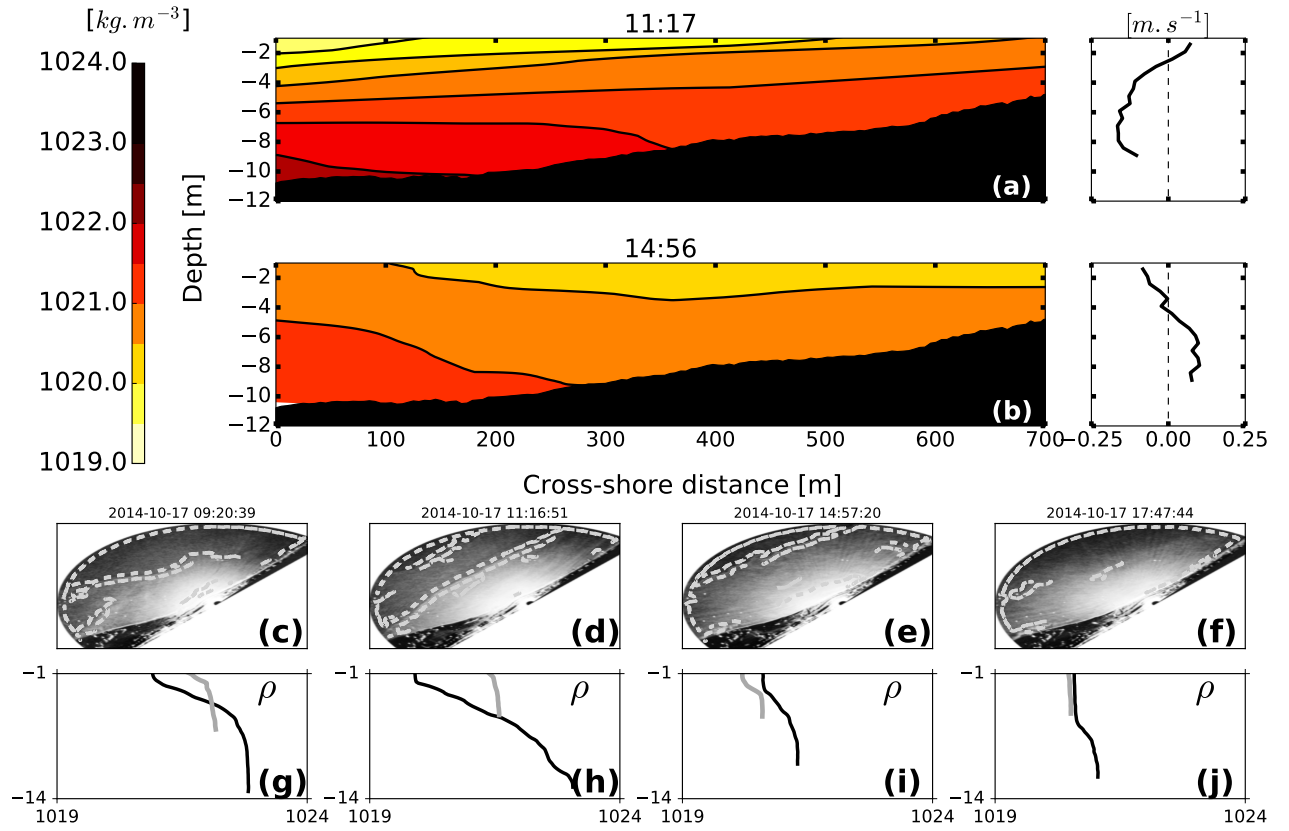 [kg.m−3]
11:17
[m.s−1]
1024.0
1023.0
1022.0
1021.0
1020.0
1019.0
Depth [m]
−2
−4
−6
−8
−10
−12
(a)
14:56
−2
−4
−6
−8
−10
−12
(b)
0 100 200 300 400 500 600 700
−0.25 0.00 0.25
Cross-shore distance [m]
2014-10-17 09:20:39 2014-10-17 11:16:51 2014-10-17 14:57:20 2014-10-17 17:47:44
(c) (d) (e) (f)
−1 −1 −1 −1
ρ ρ ρ ρ
(g) (h) (i) (j)
−14 −14 −14 −14
1019 1024 1019 1024 1019 1024 1019 1024